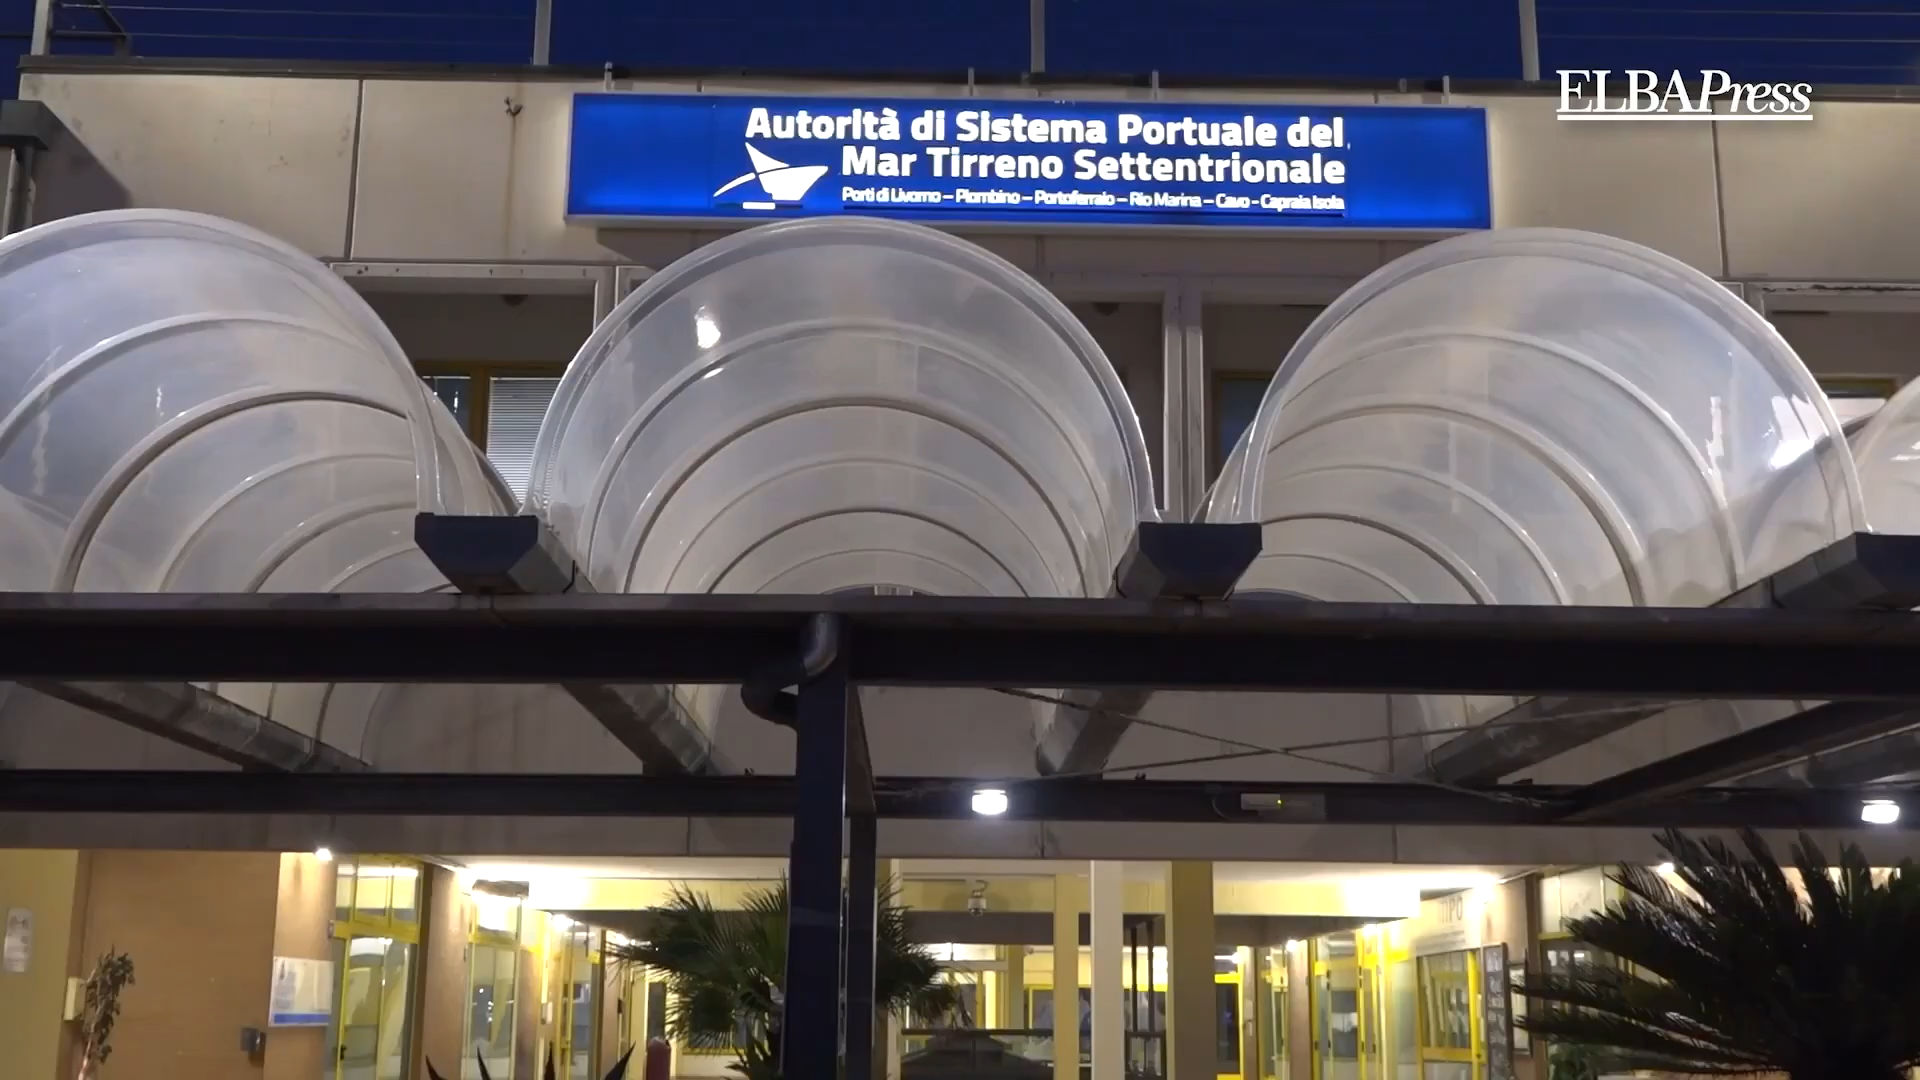 ELBAPress
Autorità di Sistema Portuale del
Mar Tirreno Settentrionale
Porti di Livorno – Piombino – Portoferraio – Rio Marina – Cavo - Capraia Isola
TIPO